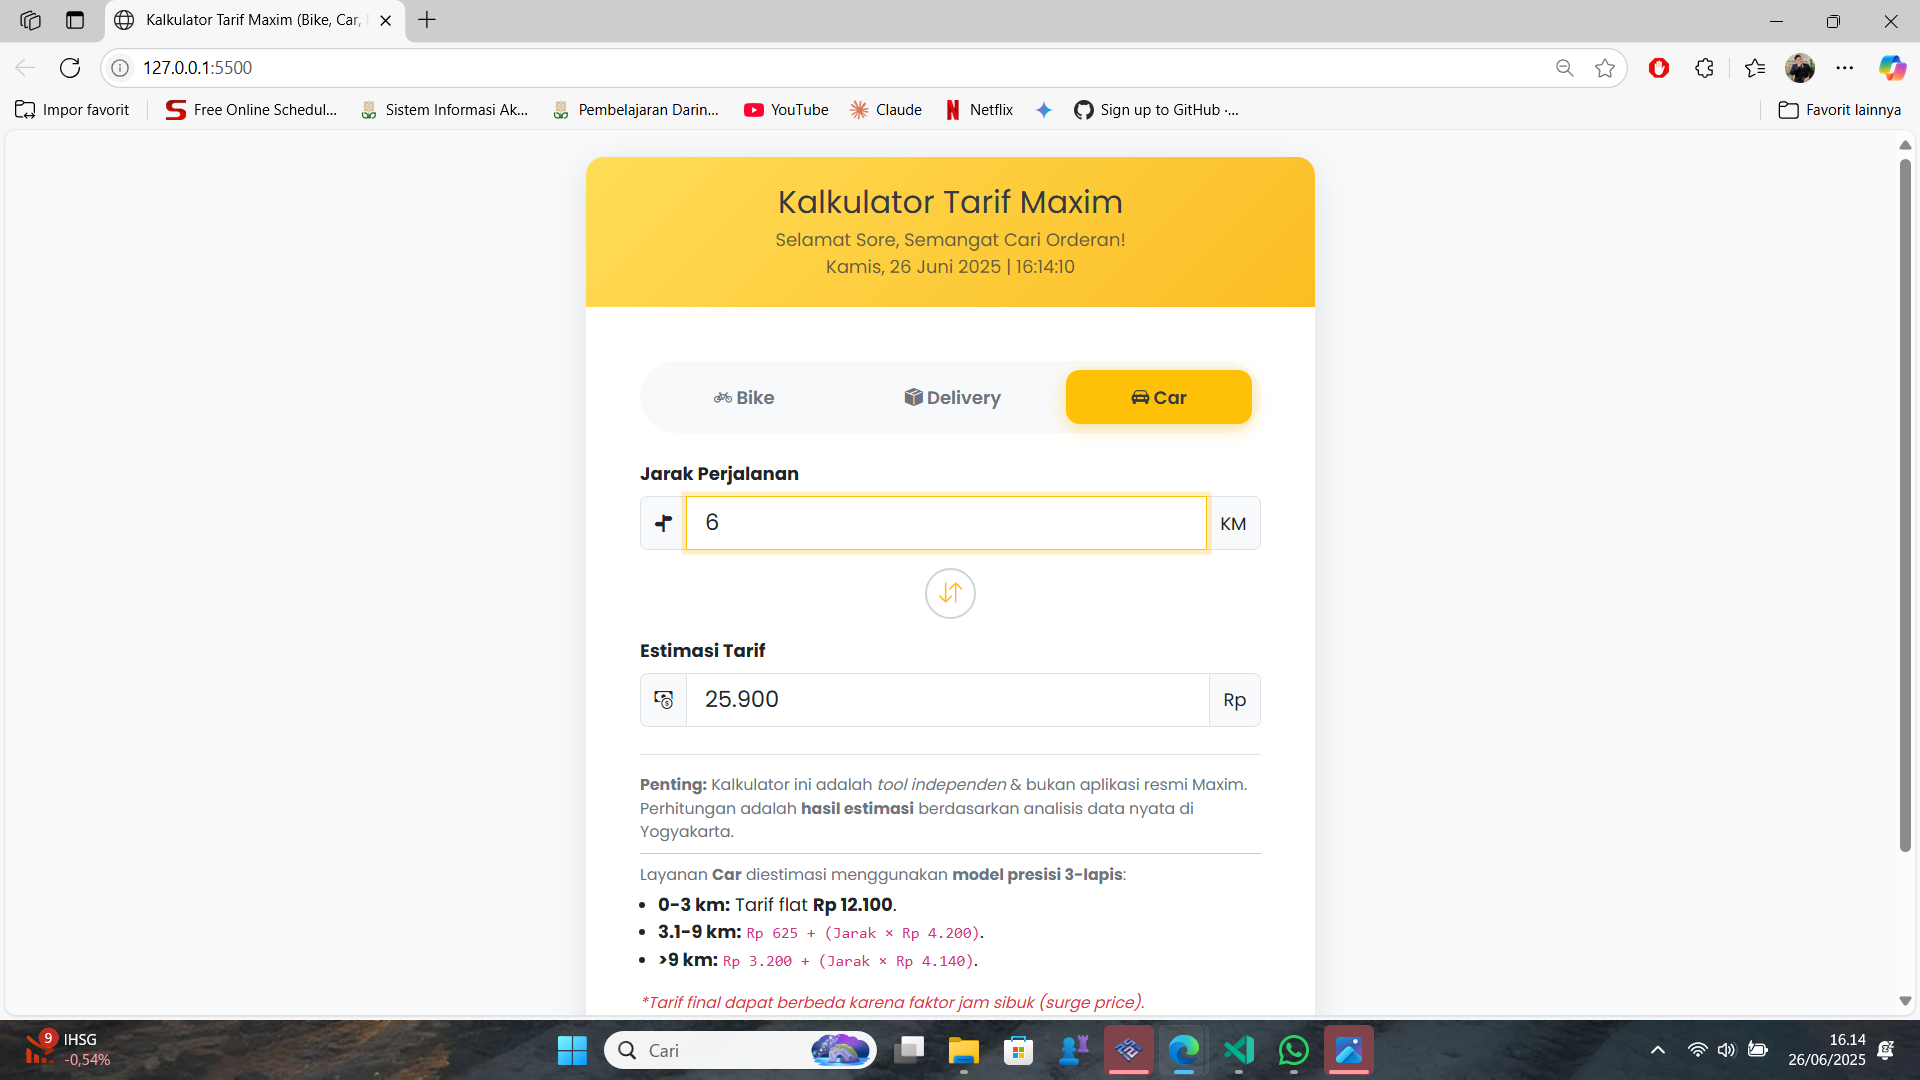 Kalkulator Tarif Maxim (Bike, Car,
127.0.0.1:5500
Impor favorit
Free Online Schedul...
Sistem Informasi Ak...
Pembelajaran Darin...
YouTube
Claude
Netflix
Sign up to GitHub ·...
Favorit lainnya
Kalkulator Tarif Maxim
Selamat Sore, Semangat Cari Orderan!
Kamis, 26 Juni 2025 | 16:14:10
Bike
Delivery
Car
Jarak Perjalanan
6
KM
Estimasi Tarif
25.900
Rp
Penting: Kalkulator ini adalah tool independen & bukan aplikasi resmi Maxim.
Perhitungan adalah hasil estimasi berdasarkan analisis data nyata di
Yogyakarta.
Layanan Car diestimasi menggunakan model presisi 3-lapis:
• 0-3 km: Tarif flat Rp 12.100.
• 3.1-9 km: Rp 625 + (Jarak × Rp 4.200).
• >9 km: Rp 3.200 + (Jarak × Rp 4.140).
*Tarif final dapat berbeda karena faktor jam sibuk (surge price).
9
IHSG
-0,54%
Cari
16.14
26/06/2025